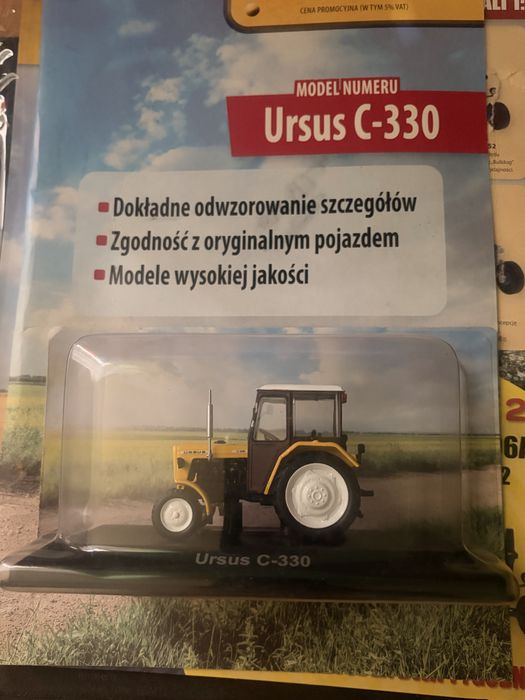 CENA PROMOCYJNA (W TYM 5% VAT)
MODEL NUMERU
Ursus C-330
Dokładne odwzorowanie szczegółów
Zgodność z oryginalnym pojazdem
Modele wysokiej jakości
URSUS
Ursus C-330